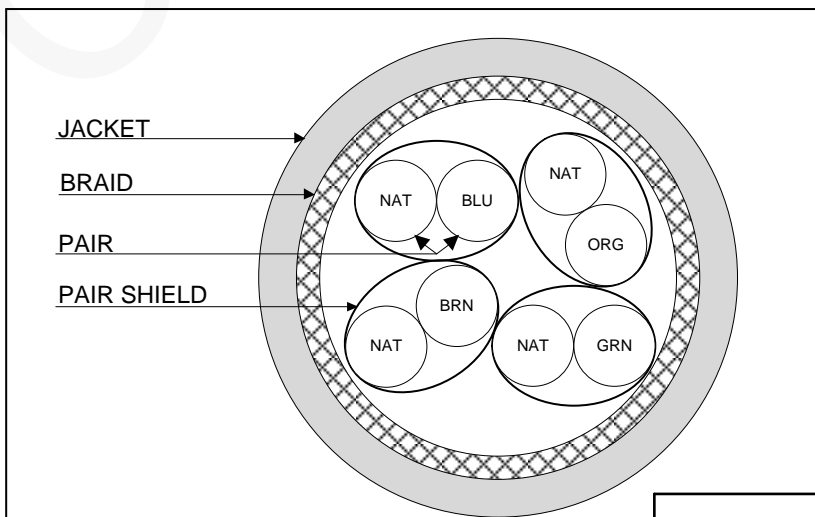 JACKET
BRAID
PAIR
PAIR SHIELD
NAT BLU
NAT
ORG
BRN
NAT
NAT GRN